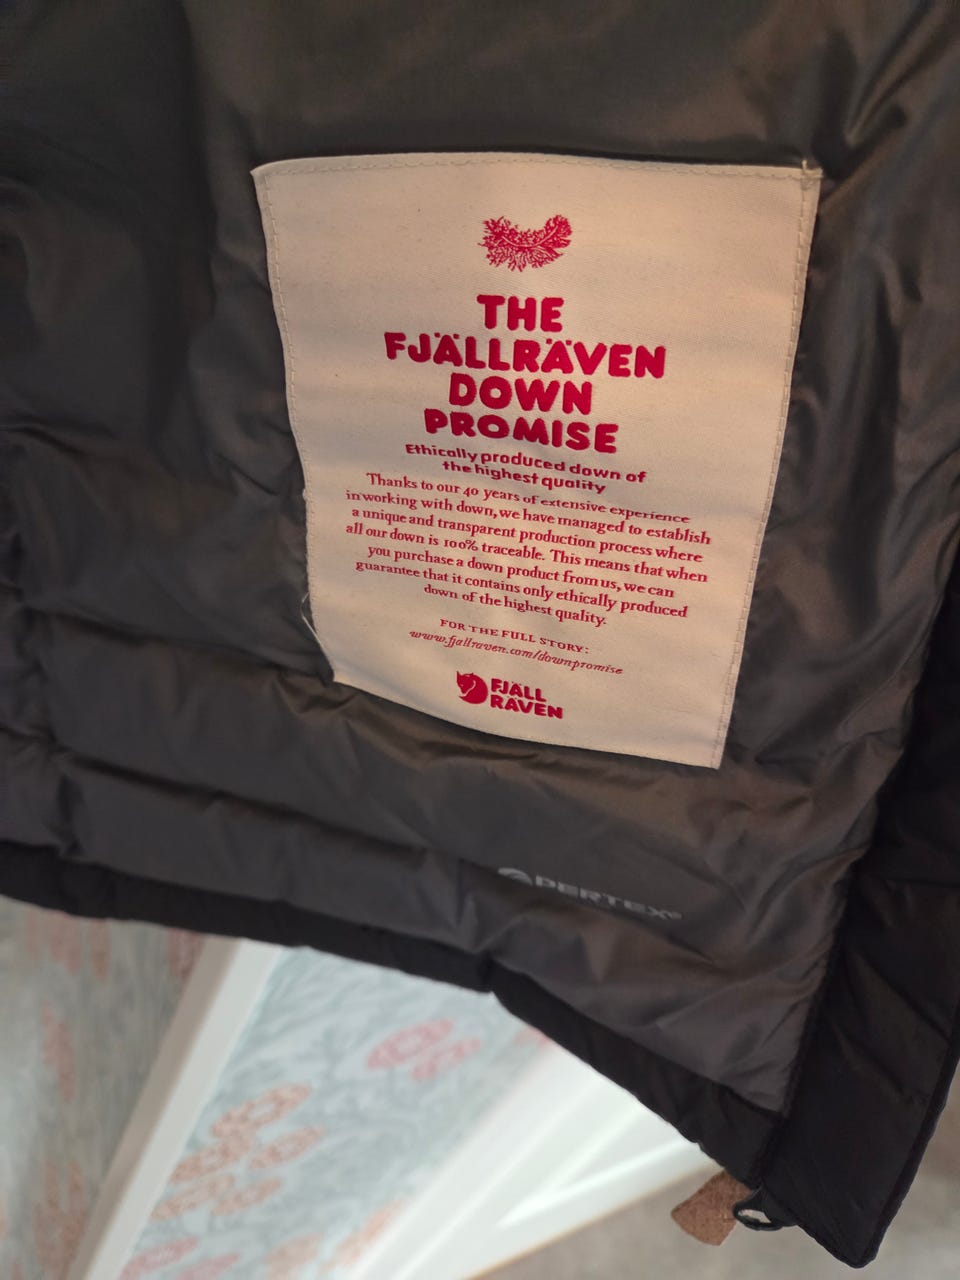 THE
FJÄLLRÄVEN
DOWN
PROMISE
Ethically produced down of
the highest quality
Thanks to our 40 years of extensive experience
in working with down, we have managed to establish
a unique and transparent production process where
all our down is 100% traceable. This means that when
you purchase a down product from us, we can
guarantee that it contains only ethically produced
down of the highest quality.
FOR THE FULL STORY:
www.fjallraven.com/downpromise
FJÄLL
RÄVEN
PERTEX®